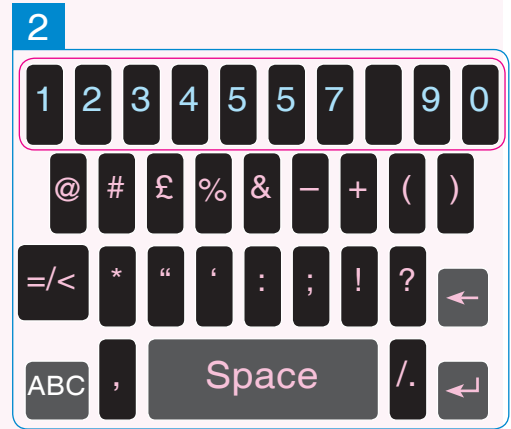 2
1 2 3 4 5 5 7 9 0
@ # £ % & – + ( )
=/< * “ ‘ : ; ! ? ←
ABC , Space /. ↵